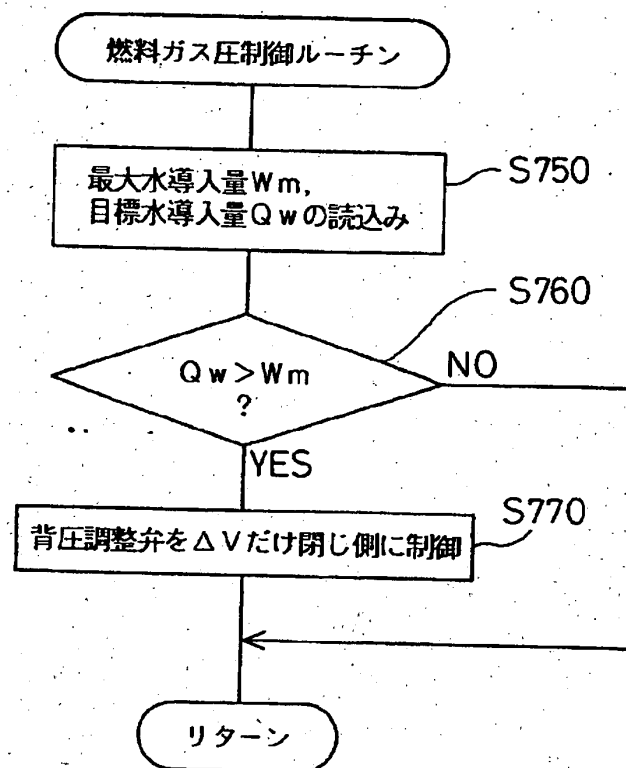 燃料ガス圧制御ルーチン
最大水導入量Wm,
目標水導入量Qwの読込み
S750
S760
Qw>Wm
?
NO
YES
S770
背圧調整弁を△Vだけ閉じ側に制御
リターン